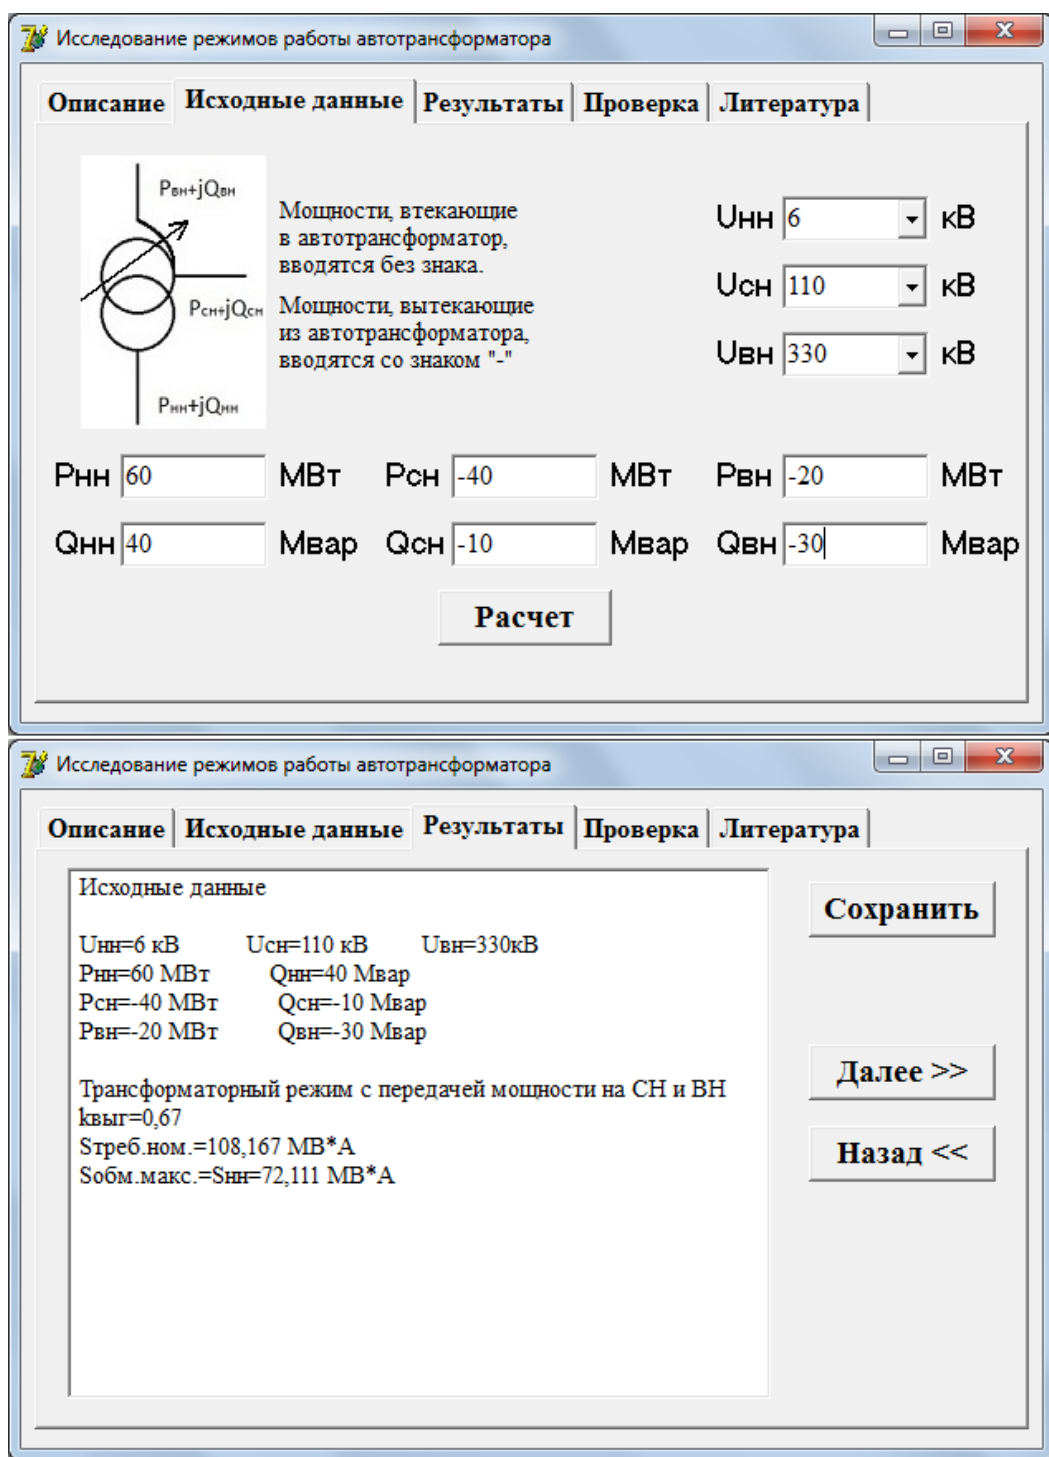 Исследование режимов работы автотрансформатора
Описание Исходные данные Результаты Проверка Литература
Pвн+jQвн
Pсн+jQсн
Pнн+jQнн
Мощности, втекающие
в автотрансформатор,
вводятся без знака.
Мощности, вытекающие
из автотрансформатора,
вводятся со знаком "-"
Uнн 6 кВ
Uсн 110 кВ
Uвн 330 кВ
Pнн 60 МВт Pсн -40 МВт Pвн -20 МВт
Qнн 40 Мвар Qсн -10 Мвар Qвн -30 Мвар
Расчет
Исследование режимов работы автотрансформатора
Описание Исходные данные Результаты Проверка Литература
Исходные данные
Uнн=6 кВ Uсн=110 кВ Uвн=330кВ
Pнн=60 МВт Qнн=40 Мвар
Pсн=-40 МВт Qсн=-10 Мвар
Pвн=-20 МВт Qвн=-30 Мвар
Трансформаторный режим с передачей мощности на СН и ВН
kвыг=0,67
Sтреб.ном.=108,167 МВ*А
Sобм.макс.=Sнн=72,111 МВ*А
Сохранить
Далее >>
Назад <<